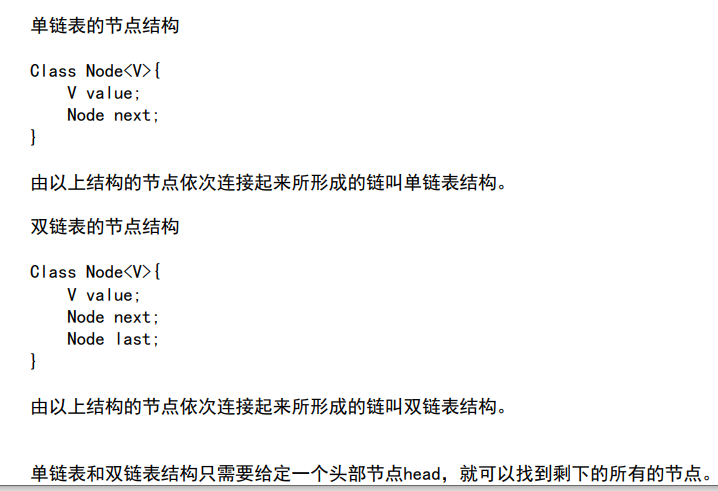 单链表的节点结构
Class Node<V>{
V value;
Node next;
}
由以上结构的节点依次连接起来所形成的链叫单链表结构。
双链表的节点结构
Class Node<V>{
V value;
Node next;
Node last;
}
由以上结构的节点依次连接起来所形成的链叫双链表结构。
单链表和双链表结构只需要给定一个头部节点head，就可以找到剩下的所有的节点。